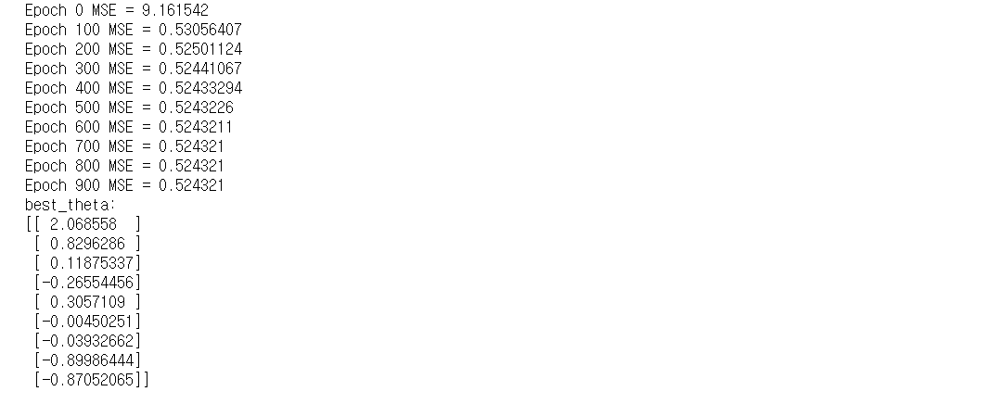 Epoch 0 MSE = 9.161542
Epoch 100 MSE = 0.53056407
Epoch 200 MSE = 0.52501124
Epoch 300 MSE = 0.52441067
Epoch 400 MSE = 0.52433294
Epoch 500 MSE = 0.5243226
Epoch 600 MSE = 0.5243211
Epoch 700 MSE = 0.524321
Epoch 800 MSE = 0.524321
Epoch 900 MSE = 0.524321
best_theta:
[[ 2.068558  ]
 [ 0.8296286 ]
 [ 0.11875337]
 [-0.26554456]
 [ 0.3057109 ]
 [-0.00450251]
 [-0.03932662]
 [-0.89986444]
 [-0.87052065]]